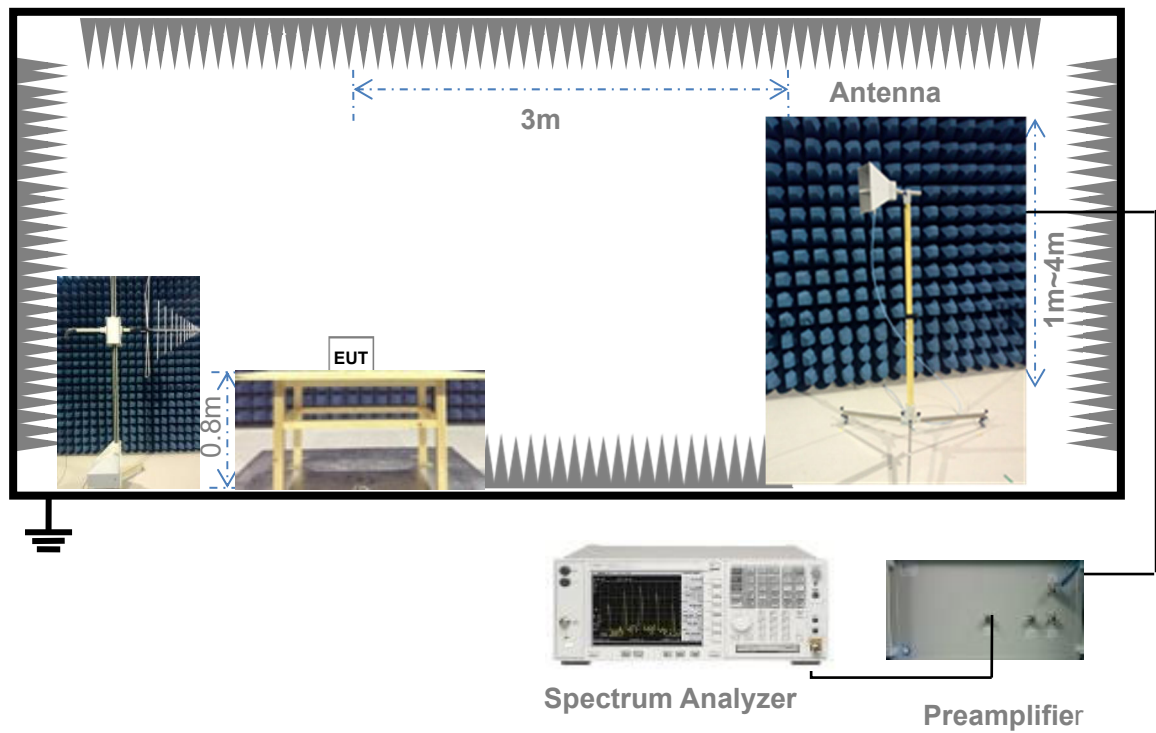 Antenna
3m
1m~4m
EUT
0.8m
Spectrum Analyzer
Preamplifier